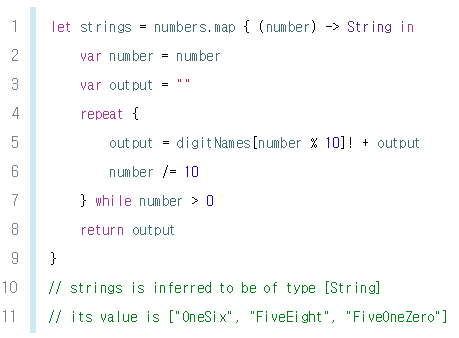 1 let strings = numbers.map { (number) -> String in
2     var number = number
3     var output = ""
4     repeat {
5         output = digitNames[number % 10]! + output
6         number /= 10
7     } while number > 0
8     return output
9 }
10 // strings is inferred to be of type [String]
11 // its value is ["OneSix", "FiveEight", "FiveOneZero"]